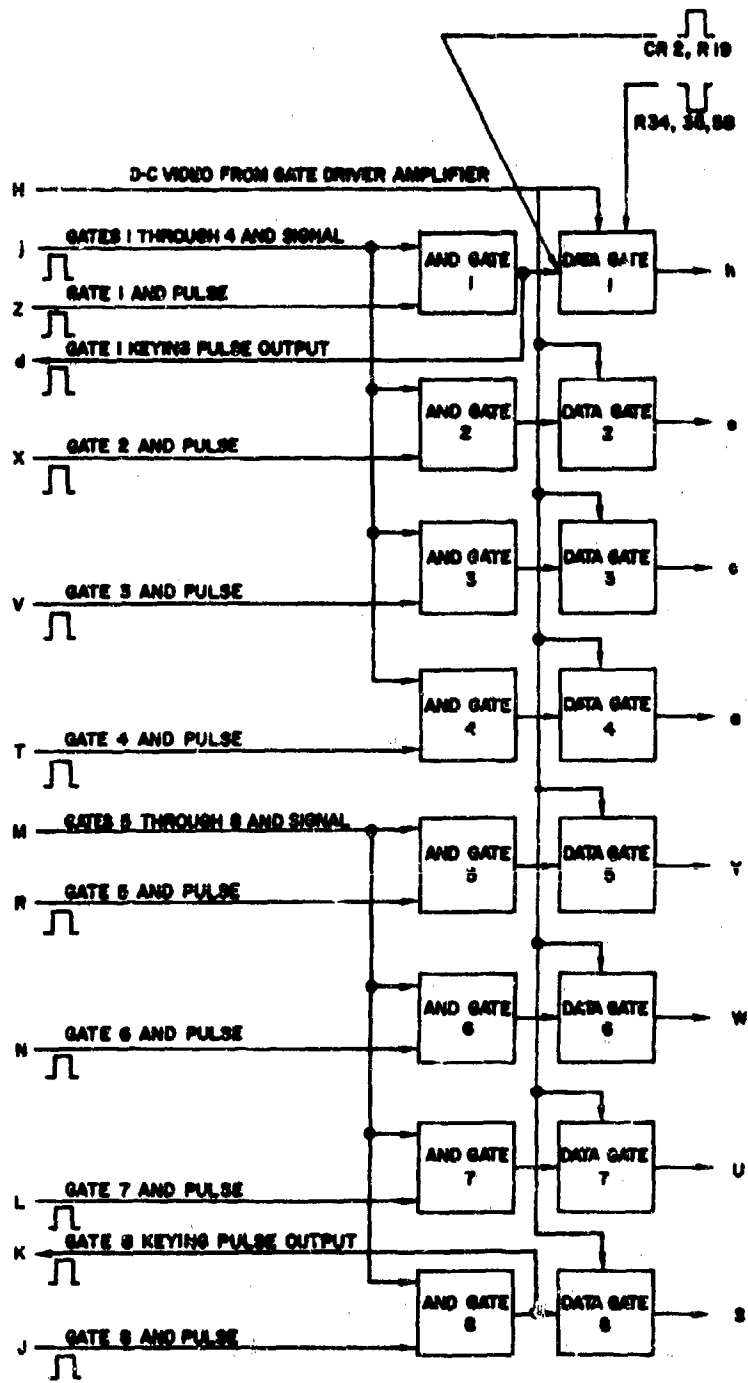 CR 2, R 19
R34, 35, 58
D-C VIDEO FROM GATE DRIVER AMPLIFIER
H
GATES 1 THROUGH 4 AND SIGNAL
j
AND GATE
1
DATA GATE
1
h
GATE 1 AND PULSE
Z
GATE 1 KEYING PULSE OUTPUT
d
AND GATE
2
DATA GATE
2
GATE 2 AND PULSE
X
AND GATE
3
DATA GATE
3
c
GATE 3 AND PULSE
V
AND GATE
4
DATA GATE
4
GATE 4 AND PULSE
T
GATES 5 THROUGH 8 AND SIGNAL
M
AND GATE
5
DATA GATE
5
Y
GATE 5 AND PULSE
R
AND GATE
6
DATA GATE
6
W
GATE 6 AND PULSE
N
AND GATE
7
DATA GATE
7
U
GATE 7 AND PULSE
L
GATE 8 KEYING PULSE OUTPUT
K
AND GATE
8
DATA GATE
8
S
GATE 8 AND PULSE
J